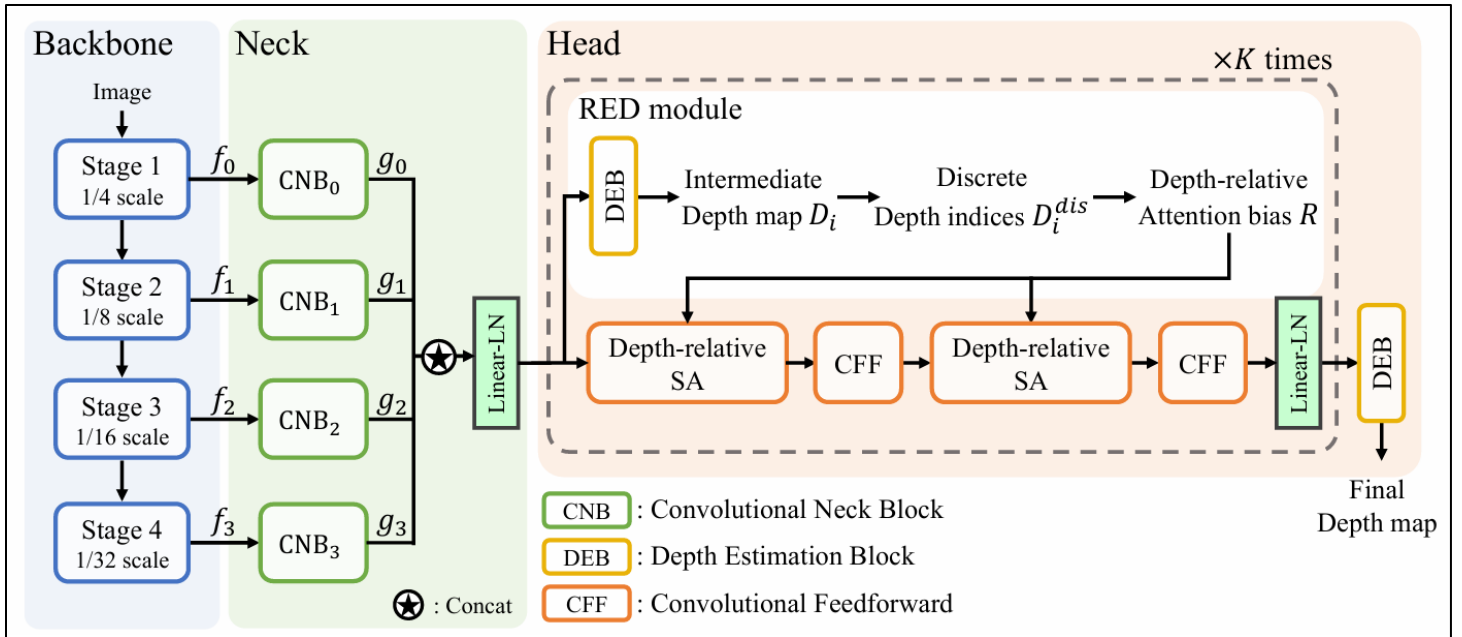 Backbone
Image
Stage 1
1/4 scale
Stage 2
1/8 scale
Stage 3
1/16 scale
Stage 4
1/32 scale
f₀
f₁
f₂
f₃
Neck
CNB₀
CNB₁
CNB₂
CNB₃
g₀
g₁
g₂
g₃
Linear-LN
: Concat
Head
×K times
RED module
DEB
Intermediate
Depth map Dᵢ
Discrete
Depth indices Dᵢᵈⁱˢ
Depth-relative
Attention bias R
Depth-relative
SA
CFF
Depth-relative
SA
CFF
Linear-LN
DEB
Final
Depth map
CNB : Convolutional Neck Block
DEB : Depth Estimation Block
CFF : Convolutional Feedforward